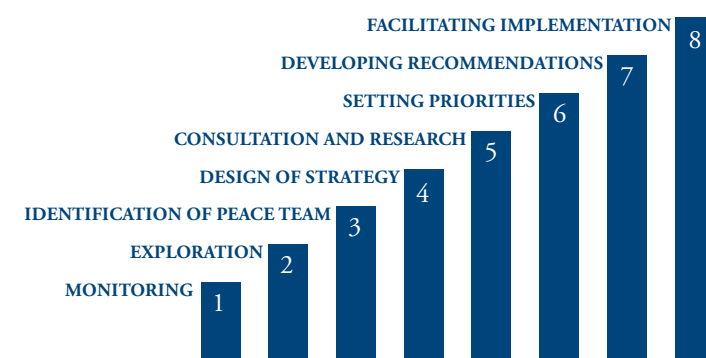 FACILITATING IMPLEMENTATION 8
DEVELOPING RECOMMENDATIONS 7
SETTING PRIORITIES 6
CONSULTATION AND RESEARCH 5
DESIGN OF STRATEGY 4
IDENTIFICATION OF PEACE TEAM 3
EXPLORATION 2
MONITORING 1